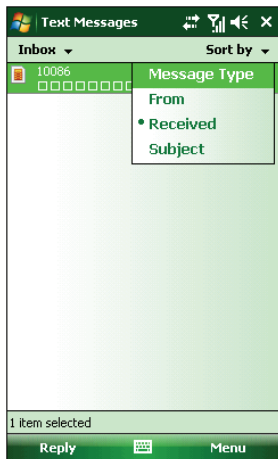 Text Messages
Inbox
Sort by
10086
Message Type
From
Received
Subject
1 item selected
Reply
Menu